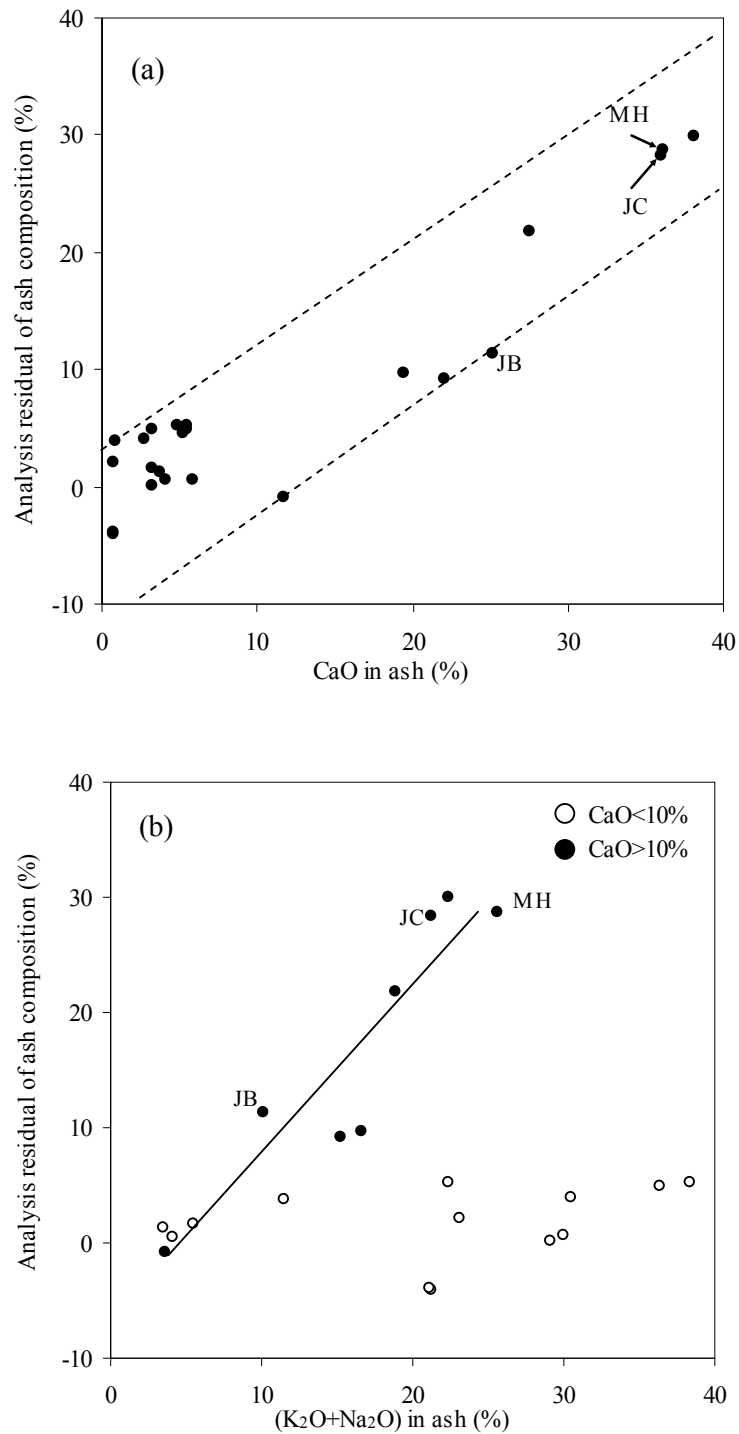 (a)
Analysis residual of ash composition (%)
40
30
20
10
0
-10
MH
JC
JB
0 10 20 30 40
CaO in ash (%)
(b)
Analysis residual of ash composition (%)
40
30
20
10
0
-10
CaO<10%
CaO>10%
JC
MH
JB
0 10 20 30 40
(K₂O+Na₂O) in ash (%)